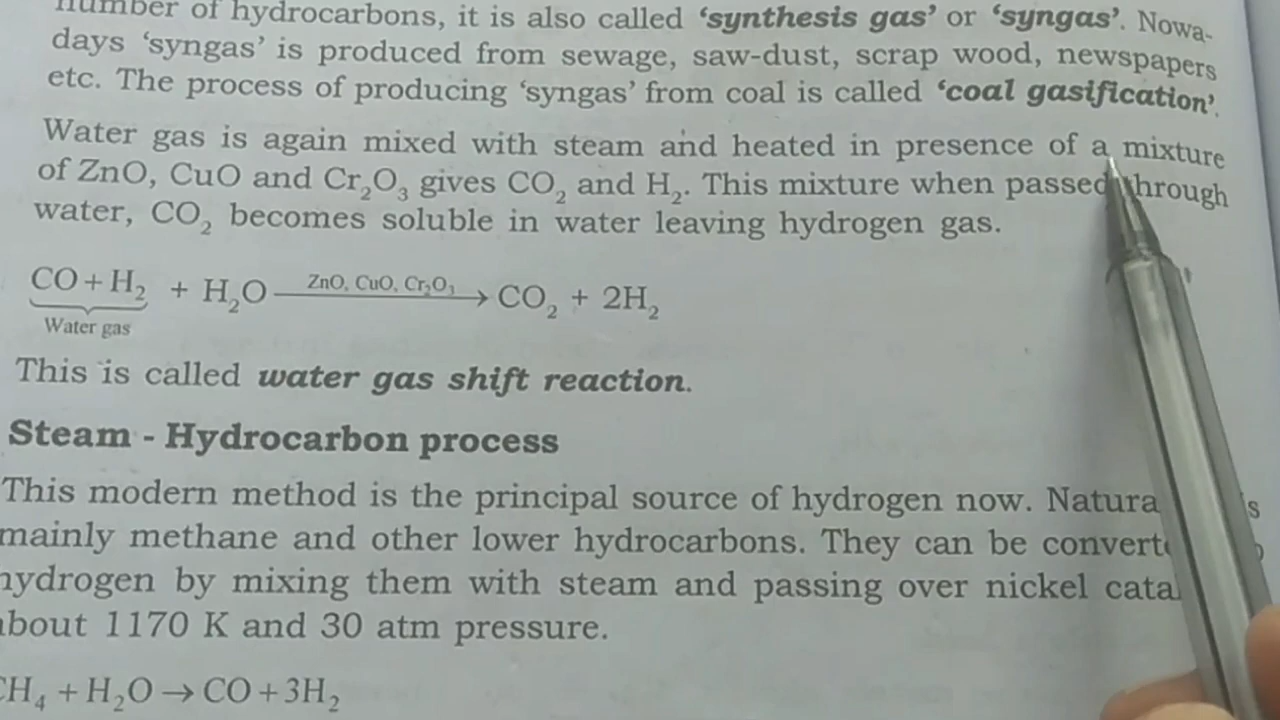 number of hydrocarbons, it is also called ‘synthesis gas’ or ‘syngas’. Nowa-
days ‘syngas’ is produced from sewage, saw-dust, scrap wood, newspapers
etc. The process of producing ‘syngas’ from coal is called ‘coal gasification’.
Water gas is again mixed with steam and heated in presence of a mixture
of ZnO, CuO and Cr₂O₃ gives CO₂ and H₂. This mixture when passed through
water, CO₂ becomes soluble in water leaving hydrogen gas.
CO + H₂ + H₂O ZnO, CuO, Cr₂O₃ → CO₂ + 2H₂
Water gas
This is called water gas shift reaction.
Steam - Hydrocarbon process
This modern method is the principal source of hydrogen now.
mainly methane and other lower hydrocarbons. They can be
hydrogen by mixing them with steam and passing over nickel
about 1170 K and 30 atm pressure.
CH₄ + H₂O → CO + 3H₂